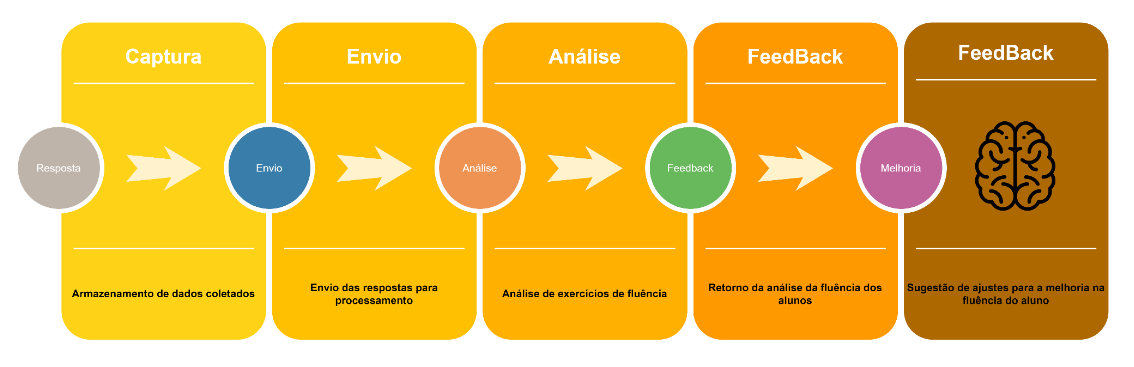 Captura
Envio
Análise
FeedBack
FeedBack
Resposta
Envio
Análise
Feedback
Melhoria
Armazenamento de dados coletados
Envio das respostas para
processamento
Análise de exercícios de fluência
Retorno da análise da fluência dos
alunos
Sugestão de ajustes para a melhoria na
fluência do aluno